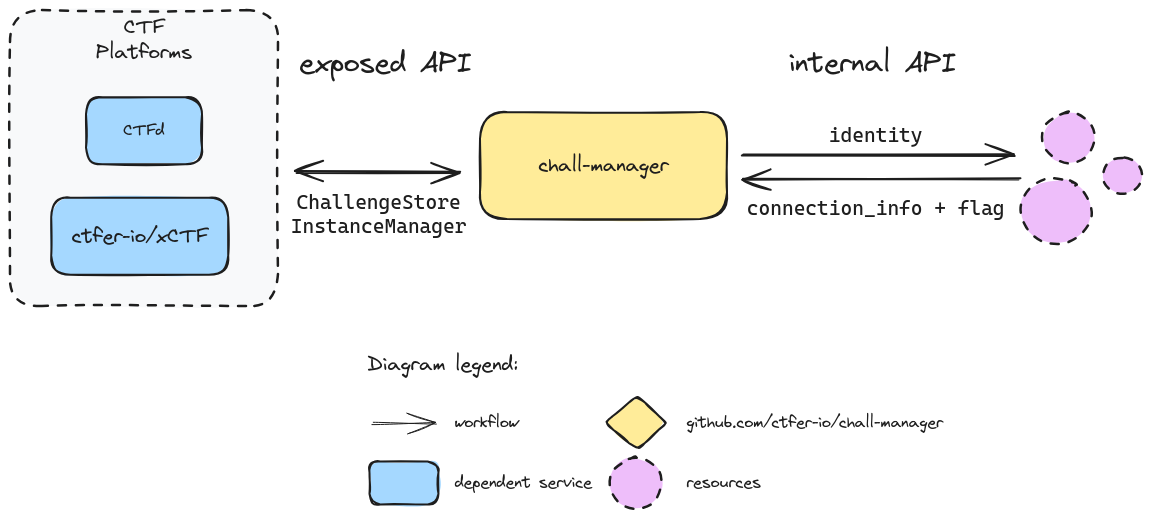 CTF
Platforms
CTFd
ctfer-io/xCTF
exposed API
ChallengeStore
InstanceManager
chall-manager
internal API
identity
connection_info + flag
Diagram legend:
workflow
github.com/ctfer-io/chall-manager
dependent service
resources